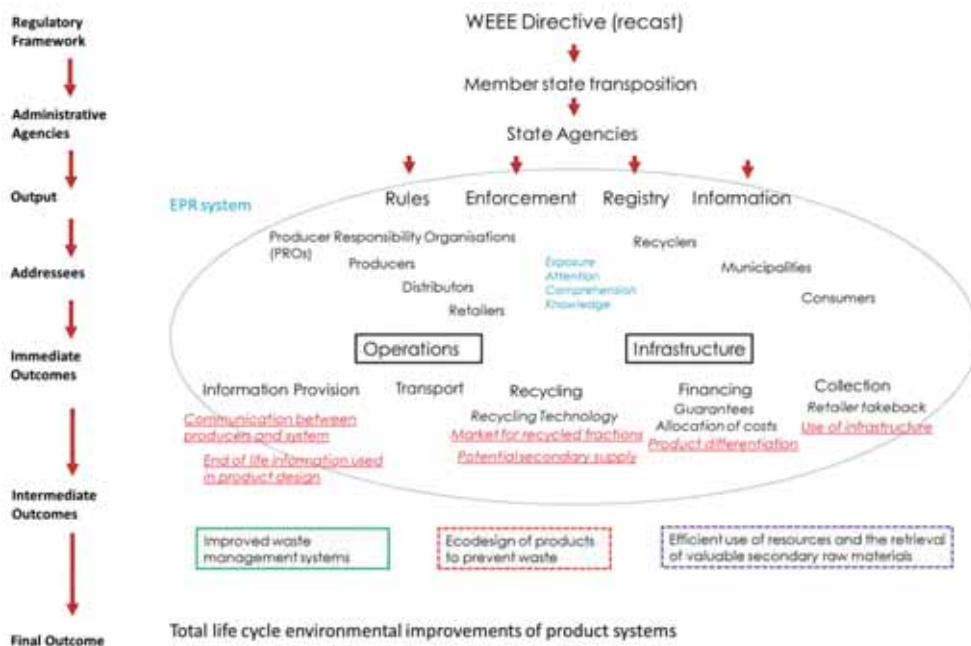 Regulatory
Framework
WEEE Directive (recast)
Member state transposition
Administrative
Agencies
State Agencies
Output
EPR system
Rules
Enforcement
Registry
Information
Addressees
Producer Responsibility Organisations
(PROs)
Producers
Distributors
Retailers
Exposure
Attention
Comprehension
Knowledge
Recyclers
Municipalities
Consumers
Immediate
Outcomes
Operations
Infrastructure
Information Provision
Communication between
producers and system
End of life information used
in product design
Transport
Recycling
Recycling Technology
Market for recycled fractions
Potential secondary supply
Financing
Guarantees
Allocation of costs
Product differentiation
Collection
Retailer takeback
Use of infrastructure
Intermediate
Outcomes
Improved waste
management systems
Ecodesign of products
to prevent waste
Efficient use of resources and the retrieval
of valuable secondary raw materials
Final Outcome
Total life cycle environmental improvements of product systems